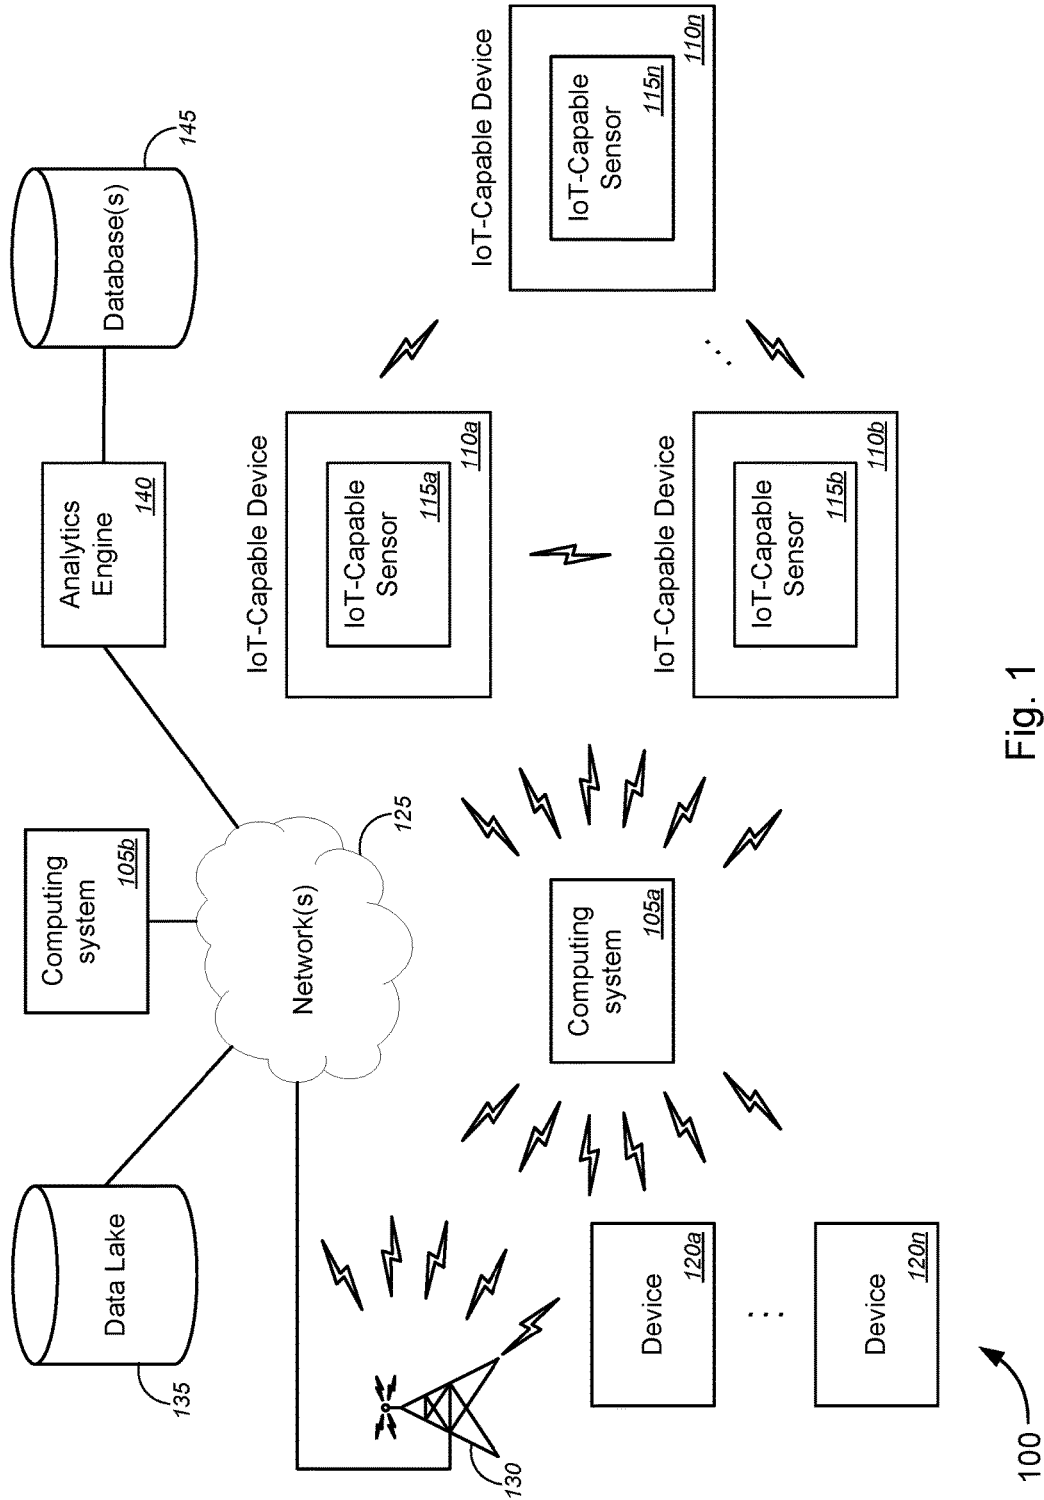 Data Lake
135
Computing
system
105b
Analytics
Engine
140
Database(s)
145
Network(s)
125
130
IoT-Capable Device
IoT-Capable
Sensor
115a
110a
IoT-Capable Device
IoT-Capable
Sensor
115n
110n
Computing
system
105a
Device
120a
. . .
Device
120n
IoT-Capable Device
IoT-Capable
Sensor
115b
110b
. . .
100
Fig. 1